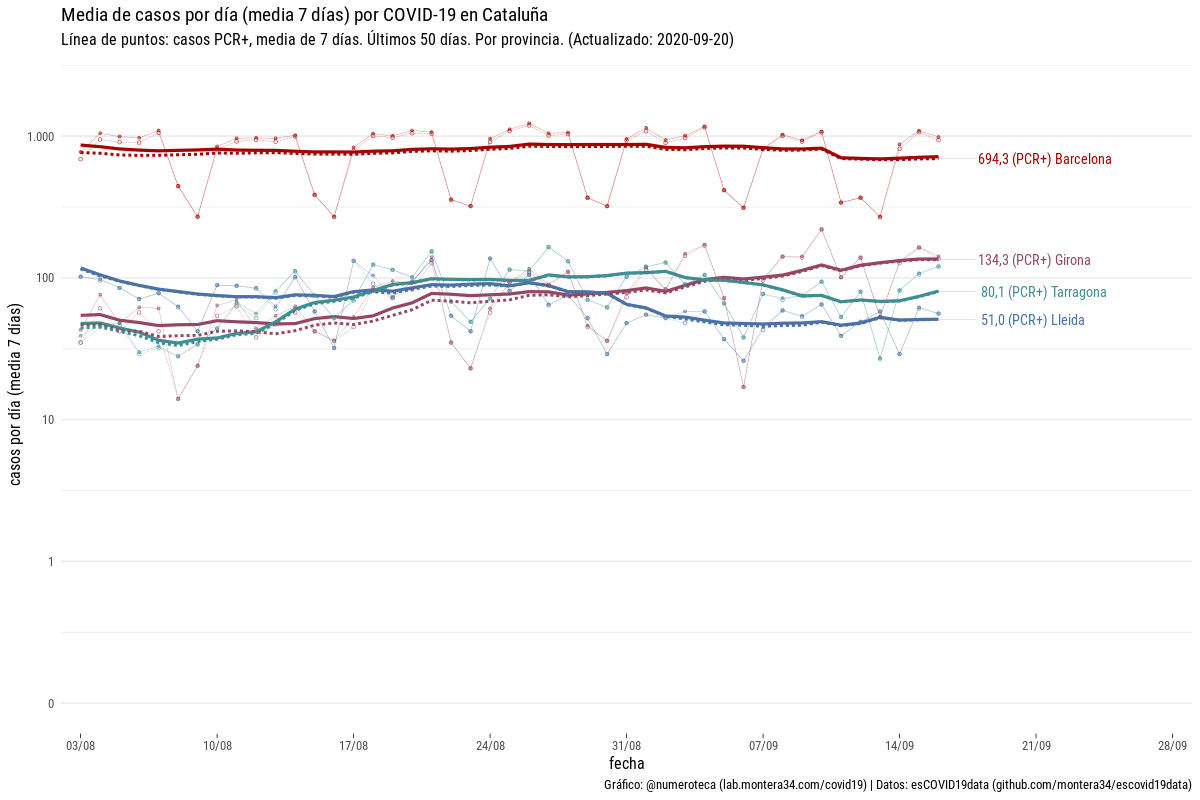 Media de casos por día (media 7 días) por COVID-19 en Cataluña
Línea de puntos: casos PCR+, media de 7 días. Últimos 50 días. Por provincia. (Actualizado: 2020-09-20)
casos por día (media 7 días)
1.000
100
10
1
0
694,3 (PCR+) Barcelona
134,3 (PCR+) Girona
80,1 (PCR+) Tarragona
51,0 (PCR+) Lleida
03/08 10/08 17/08 24/08 31/08 07/09 14/09 21/09 28/09
fecha
Gráfico: @numeroteca (lab.montera34.com/covid19) | Datos: esCOVID19data (github.com/montera34/escovid19data)